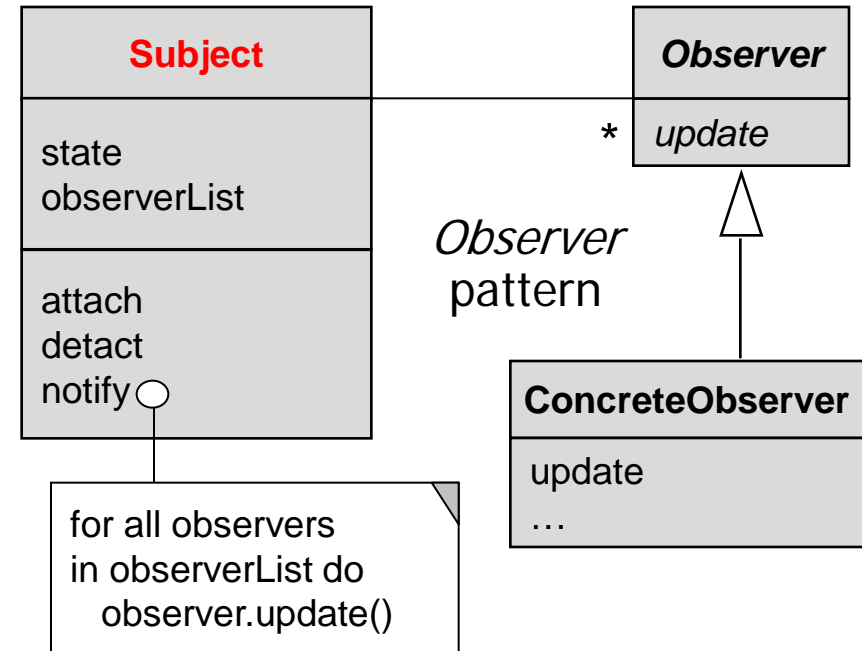 Subject
state
observerList
attach
detact
notify
for all observers
in observerList do
observer.update()
Observer
*
update
Observer
pattern
ConcreteObserver
update
…